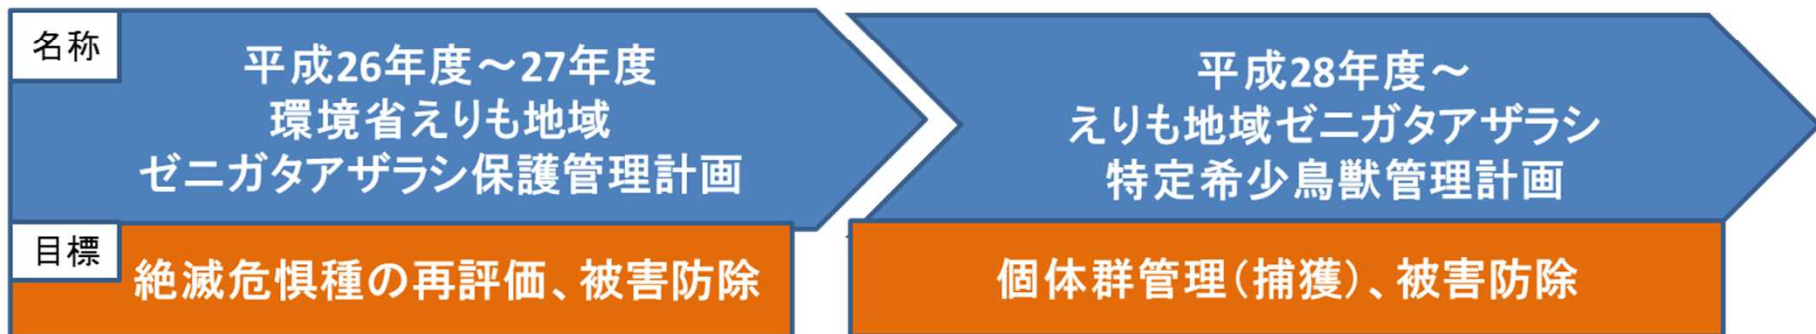 名称
平成26年度～27年度
環境省えりも地域
ゼニガタアザラシ保護管理計画
目標
絶滅危惧種の再評価、被害防除
平成28年度～
えりも地域ゼニガタアザラシ
特定希少鳥獣管理計画
個体群管理（捕獲）、被害防除